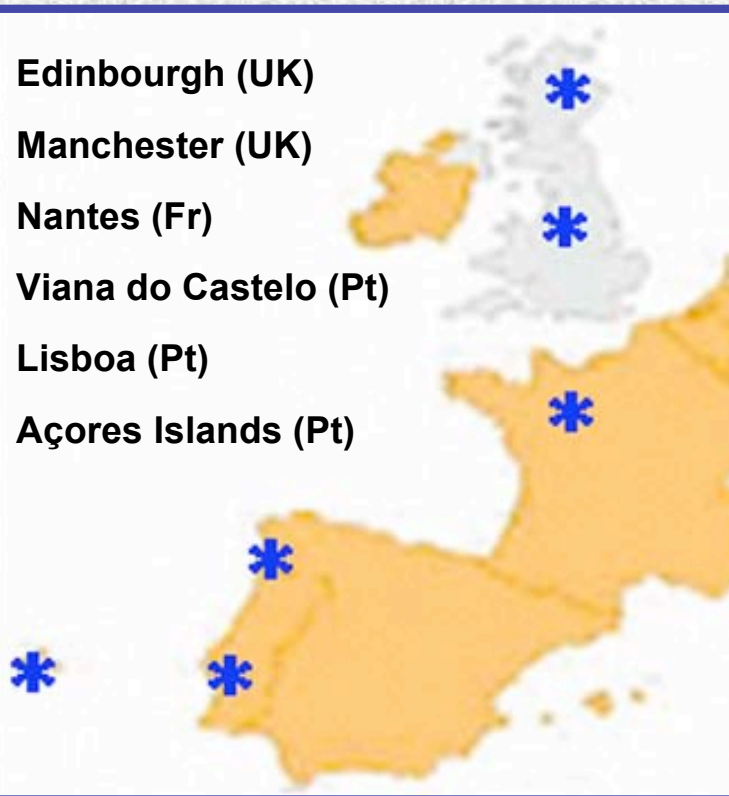 Edinbourgh (UK)
Manchester (UK)
Nantes (Fr)
Viana do Castelo (Pt)
Lisboa (Pt)
Açores Islands (Pt)